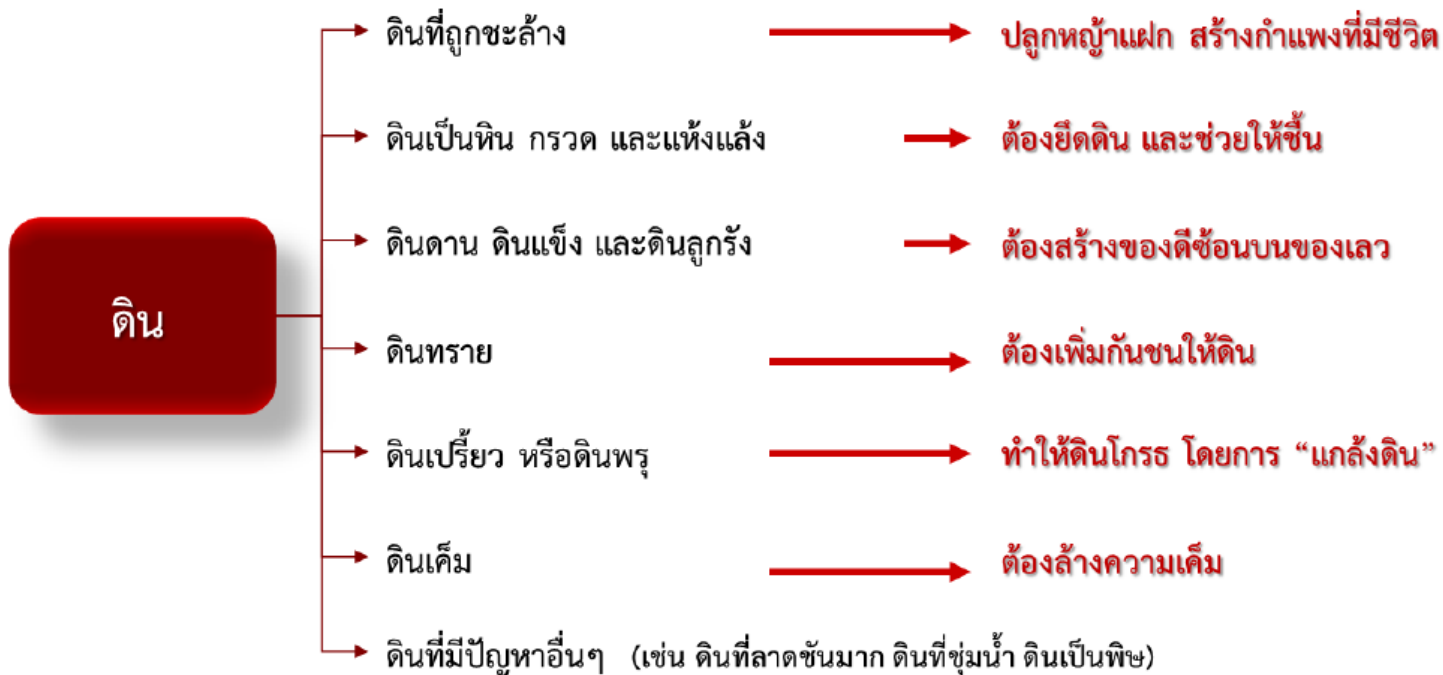 ดิน
ดินที่ถูกชะล้าง ปลูกหญ้าแฝก สร้างกำแพงที่มีชีวิต
ดินเป็นหิน กรวด และแห้งแล้ง ต้องยึดดิน และช่วยให้ชื้น
ดินดาน ดินแข็ง และดินลูกรัง ต้องสร้างของดีซ้อนบนของเลว
ดินทราย ต้องเพิ่มกันชนให้ดิน
ดินเปรี้ยว หรือดินพรุ ทำให้ดินโกรธ โดยการ “แกล้งดิน”
ดินเค็ม ต้องล้างความเค็ม
ดินที่มีปัญหาอื่นๆ (เช่น ดินที่ลาดชันมาก ดินที่ชุ่มน้ำ ดินเป็นพิษ)